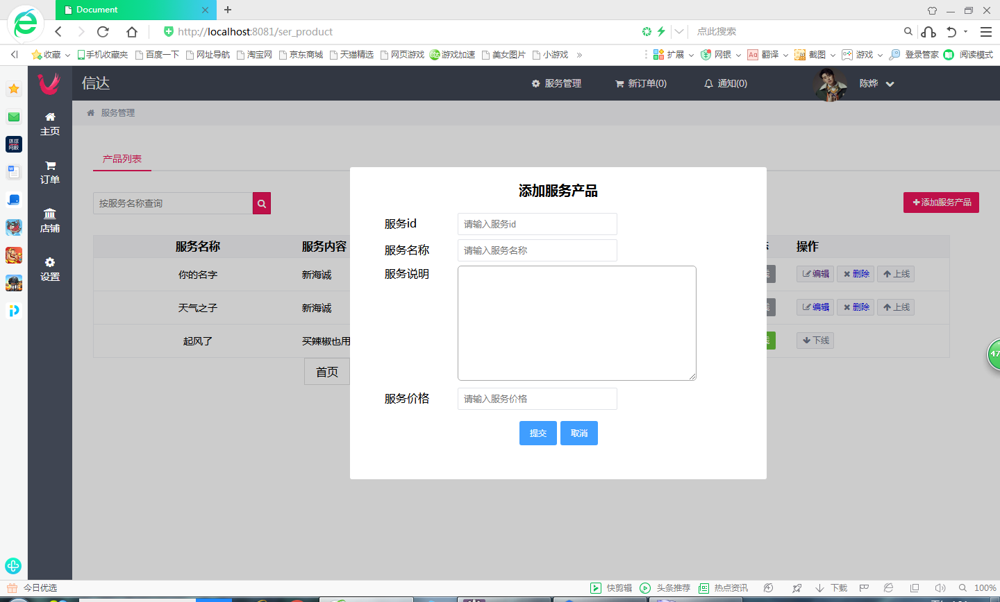 Document
http://localhost:8081/ser_product
点此搜索
收藏 手机收藏夹 百度一下 网址导航 淘宝网 京东商城 天猫精选 网页游戏 游戏加速 美女图片 小游戏 »
扩展 网银 翻译 截图 游戏 登录管家 阅读模式
信达
服务管理
新订单(0)
通知(0)
陈烨
主页
订单
店铺
设置
服务管理
产品列表
按服务名称查询
添加服务产品
服务名称 服务内容 操作
你的名字 新海诚 编辑 删除 上线
天气之子 新海诚 编辑 删除 上线
起风了 买辣椒也用 下线
首页
添加服务产品
服务id 请输入服务id
服务名称 请输入服务名称
服务说明
服务价格 请输入服务价格
提交 取消
47
环球网校
今日优选
快剪辑 头条推荐 热点资讯 下载 100%